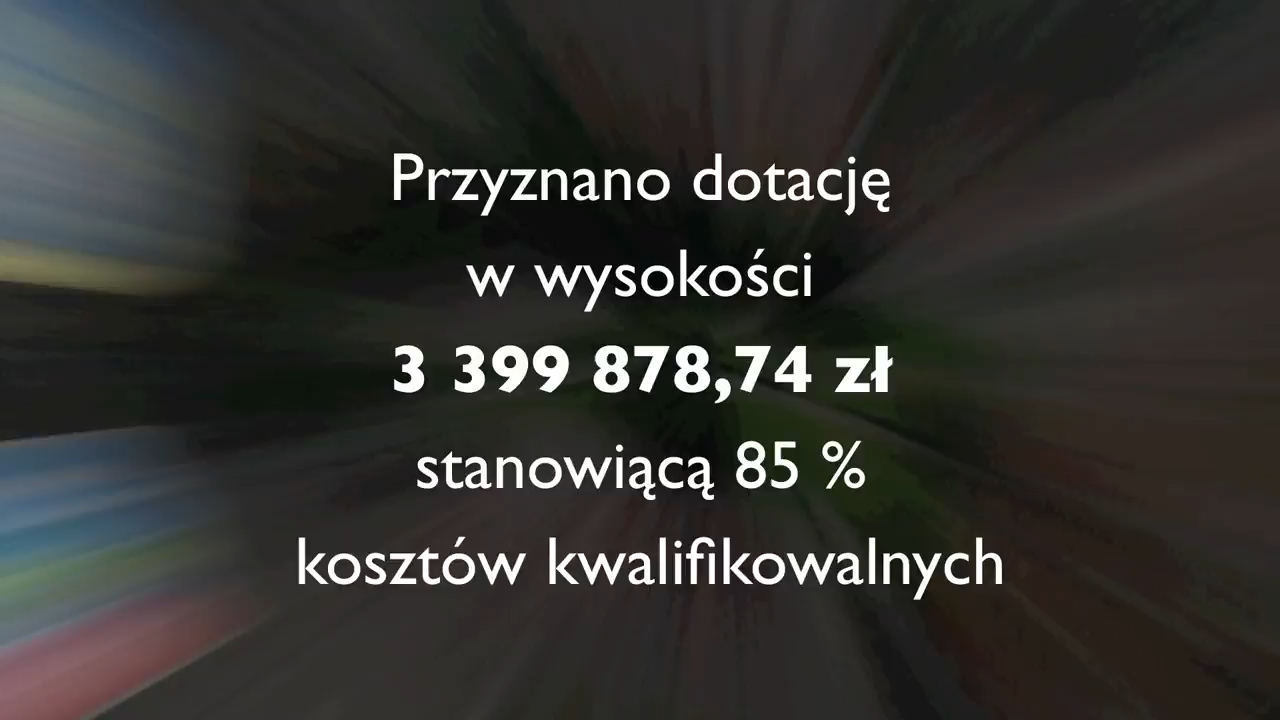 Przyznano dotację
w wysokości
3 399 878,74 zł
stanowiącą 85 %
kosztów kwalifikowalnych